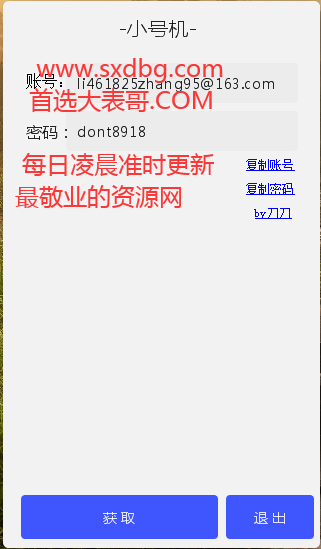 -小号机-
www.sxdbg.com
账号： li461825zhang95@163.com
首选大表哥.COM
密码： dont8918
每日凌晨准时更新
复制账号
最敬业的资源网
复制密码
by刀刀
获取
退出